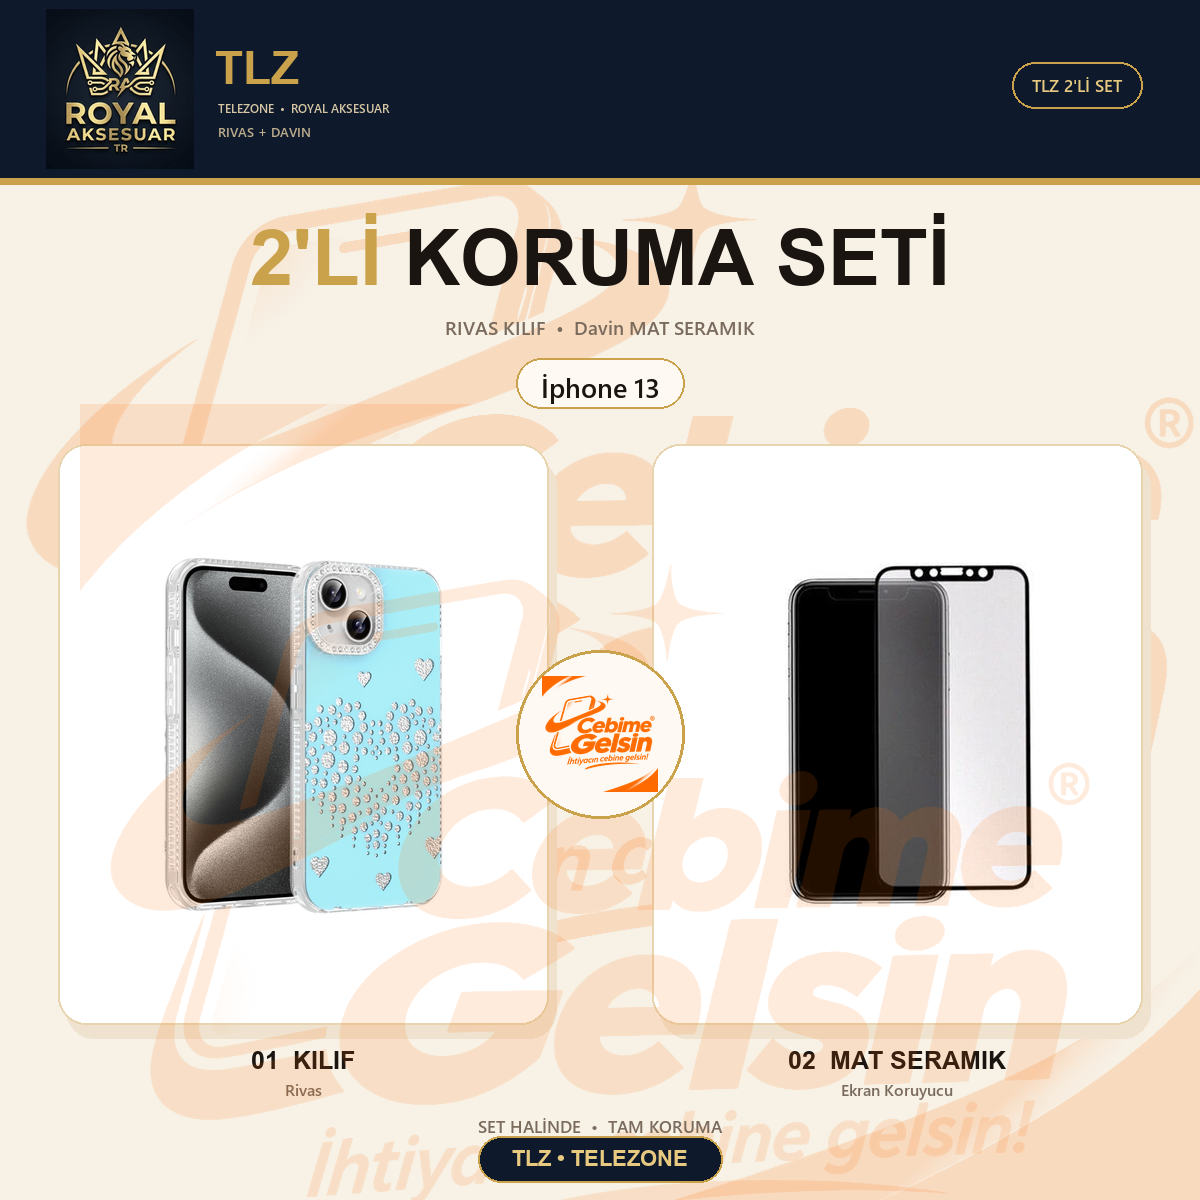 ROYAL
AKSESUAR
TR
TLZ
TELEZONE • ROYAL AKSESUAR
RIVAS + DAVIN
TLZ 2'Lİ SET
2'Lİ KORUMA SETİ
RIVAS KILIF • Davin MAT SERAMIK
İphone 13
Cebime®
Gelsin
İhtiyacın cebine gelsin!
Cebime®
Gelsin
01 KILIF
Rivas
02 MAT SERAMIK
Ekran Koruyucu
SET HALİNDE • TAM KORUMA
TLZ • TELEZONE